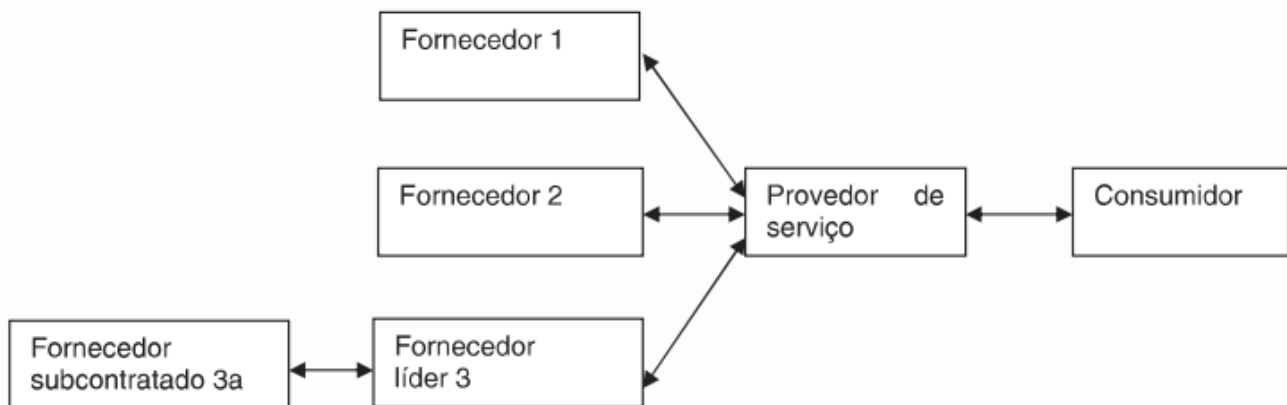 Fornecedor 1
Fornecedor 2
Provedor de
serviço
Consumidor
Fornecedor
subcontratado 3a
Fornecedor
líder 3